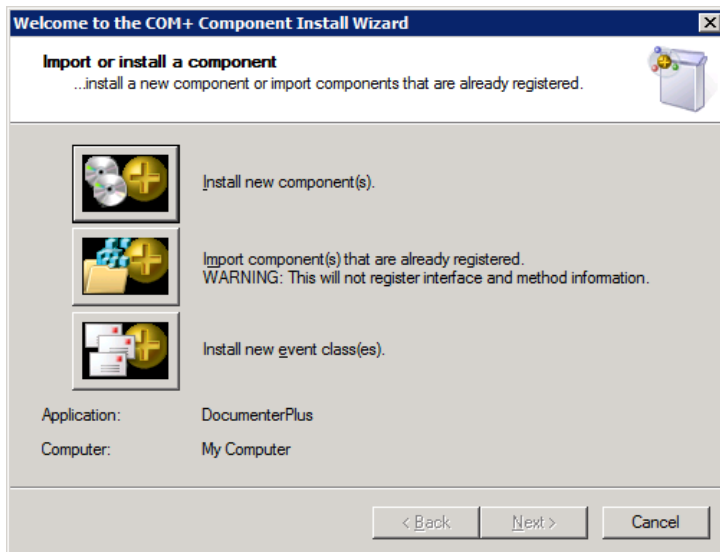 Welcome to the COM+ Component Install Wizard
Import or install a component
...install a new component or import components that are already registered.
Install new component(s).
Import component(s) that are already registered.
WARNING: This will not register interface and method information.
Install new event class(es).
Application: DocumenterPlus
Computer: My Computer
< Back Next > Cancel